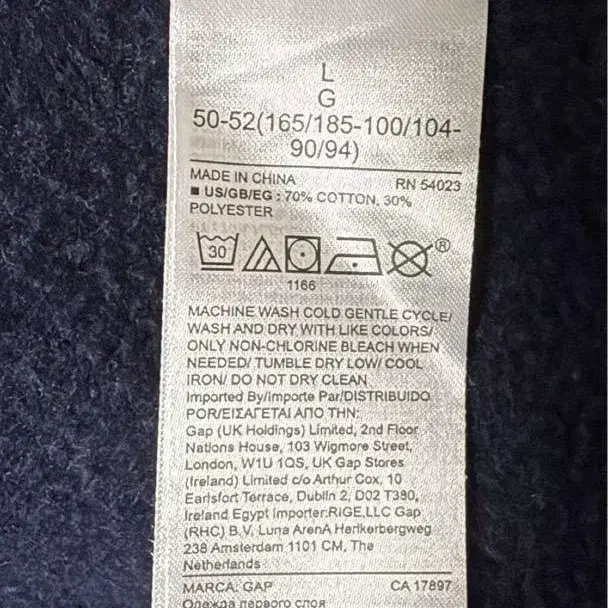 L
G
50-52(165/185-100/104-
90/94)
MADE IN CHINA RN 54023
■ US/GB/EG : 70% COTTON, 30%
POLYESTER
30
®
1166
MACHINE WASH COLD GENTLE CYCLE/
WASH AND DRY WITH LIKE COLORS/
ONLY NON-CHLORINE BLEACH WHEN
NEEDED/ TUMBLE DRY LOW/ COOL
IRON/ DO NOT DRY CLEAN
Imported By/Importe Par/DISTRIBUIDO
POR/ΕΙΣΑΓΕΤΑΙ ΑΠΟ ΤΗΝ:
Gap (UK Holdings) Limited, 2nd Floor
Nations House, 103 Wigmore Street,
London, W1U 1QS, UK Gap Stores
(Ireland) Limited c/o Arthur Cox, 10
Earlsfort Terrace, Dublin 2, D02 T380,
Ireland Egypt Importer:RIGE,LLC Gap
(RHC) B.V, Luna ArenA Herikerbergweg
238 Amsterdam 1101 CM, The
Netherlands
MARCA: GAP CA 17897
Одежда первого слоя